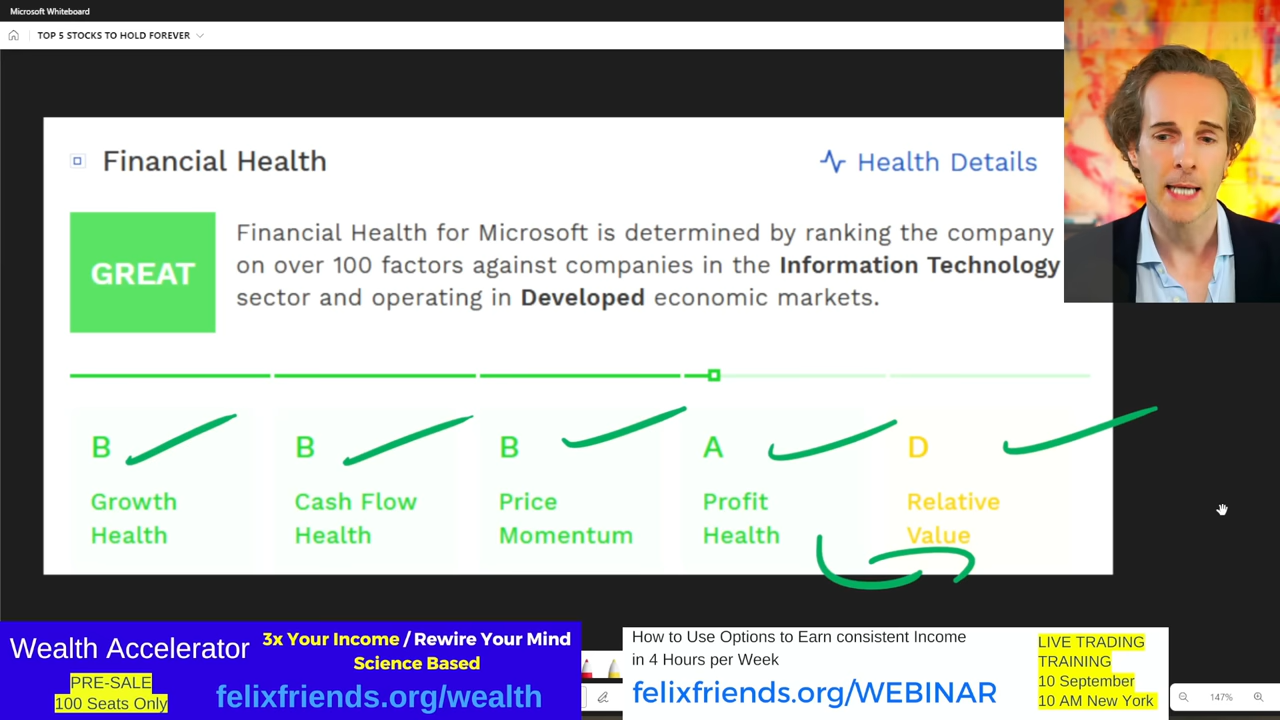 Microsoft Whiteboard
TOP 5 STOCKS TO HOLD FOREVER
Financial Health
Health Details
GREAT
Financial Health for Microsoft is determined by ranking the company
on over 100 factors against companies in the Information Technology
sector and operating in Developed economic markets.
B
Growth
Health
B
Cash Flow
Health
B
Price
Momentum
A
Profit
Health
D
Relative
Value
Wealth Accelerator
PRE-SALE
100 Seats Only
3x Your Income / Rewire Your Mind
Science Based
felixfriends.org/wealth
How to Use Options to Earn consistent Income
in 4 Hours per Week
felixfriends.org/WEBINAR
LIVE TRADING
TRAINING
10 September
10 AM New York
147%